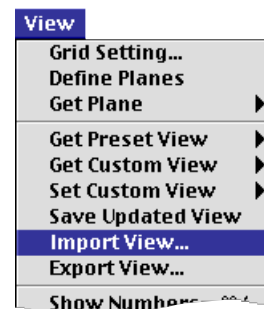 View
Grid Setting...
Define Planes
Get Plane
Get Preset View
Get Custom View
Set Custom View
Save Updated View
Import View...
Export View...
Show Numbers